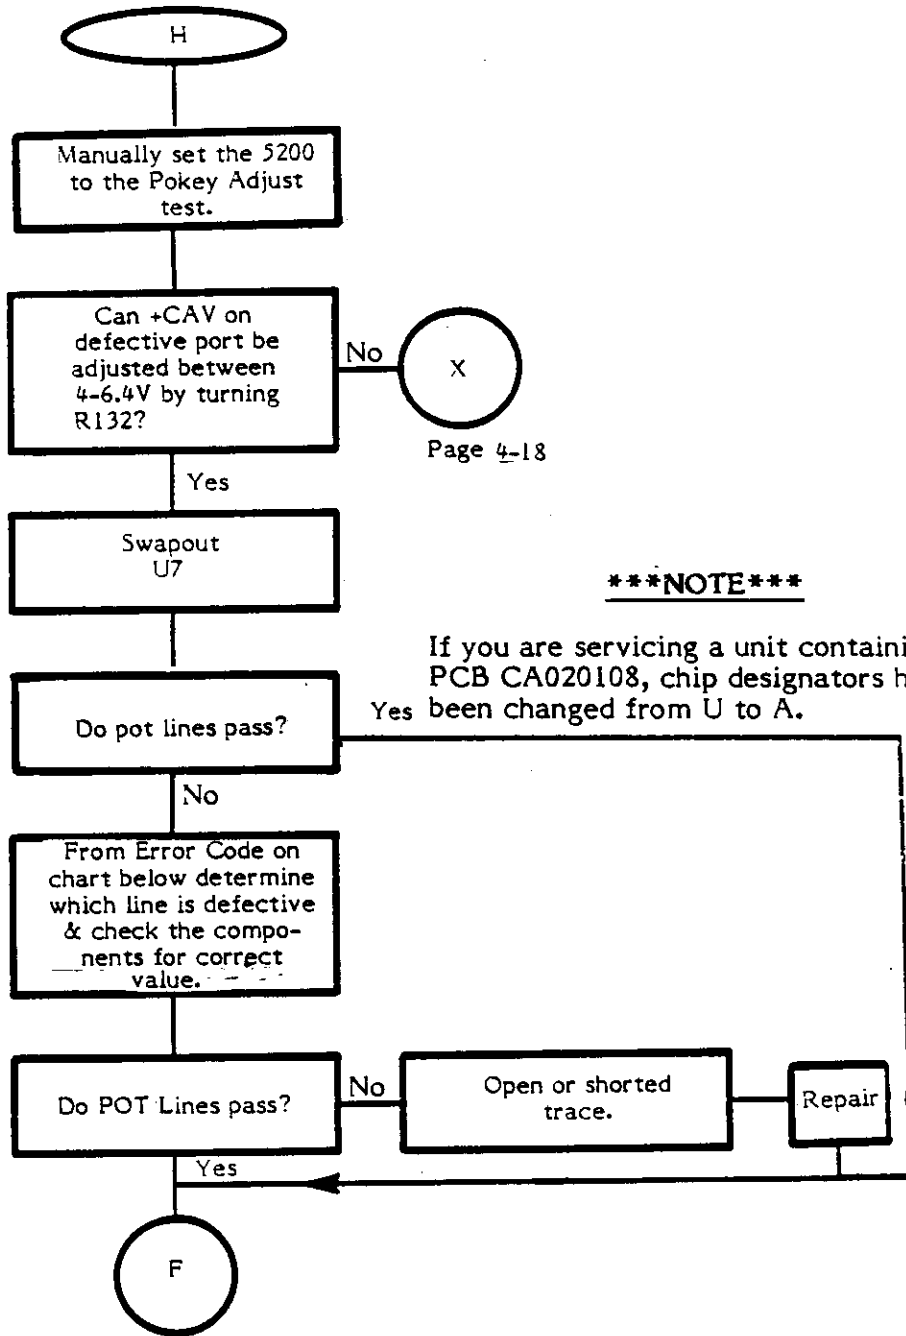 H
Manually set the 5200
to the Pokey Adjust
test.
Can +CAV on
defective port be
adjusted between
4-6.4V by turning
R132?
No
X
Page 4-18
Yes
Swapout
U7
***NOTE***
If you are servicing a unit containi
PCB CA020108, chip designators h
been changed from U to A.
Do pot lines pass?
Yes
No
From Error Code on
chart below determine
which line is defective
& check the compo-
nents for correct
value.
Do POT Lines pass?
No
Open or shorted
trace.
Repair
Yes
F